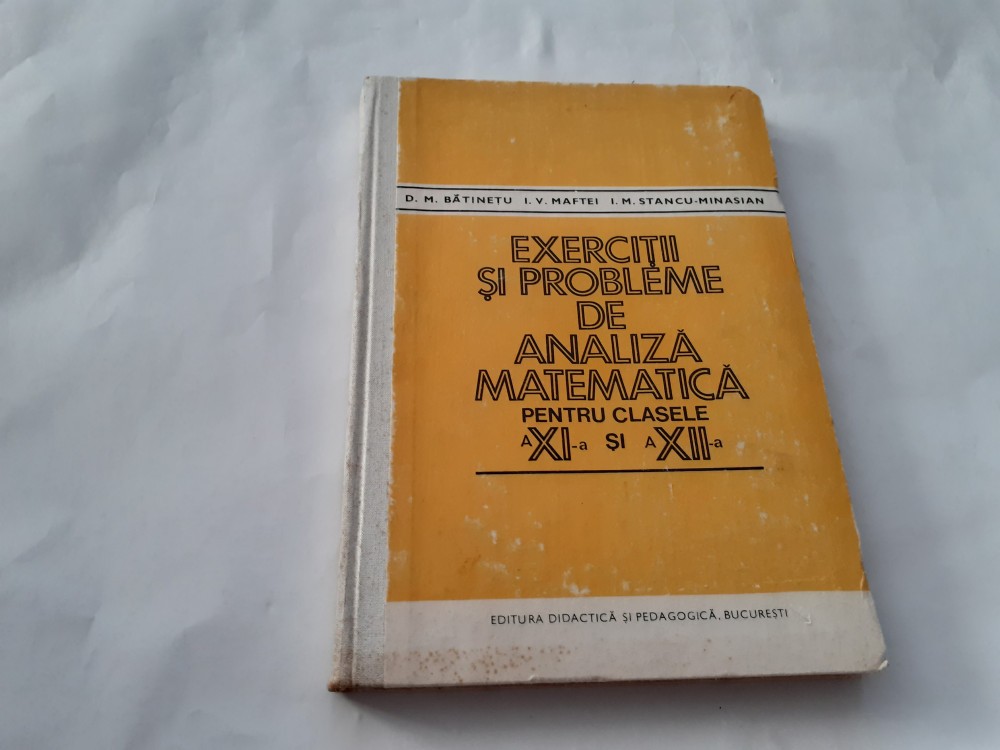 D. M. BĂTINEȚU I. V. MAFTEI I. M. STANCU-MINASIAN
EXERCIȚII
ȘI PROBLEME
DE
ANALIZĂ
MATEMATICĂ
PENTRU CLASELE
A XI-a ȘI A XII-a
EDITURA DIDACTICĂ ȘI PEDAGOGICĂ, BUCUREȘTI